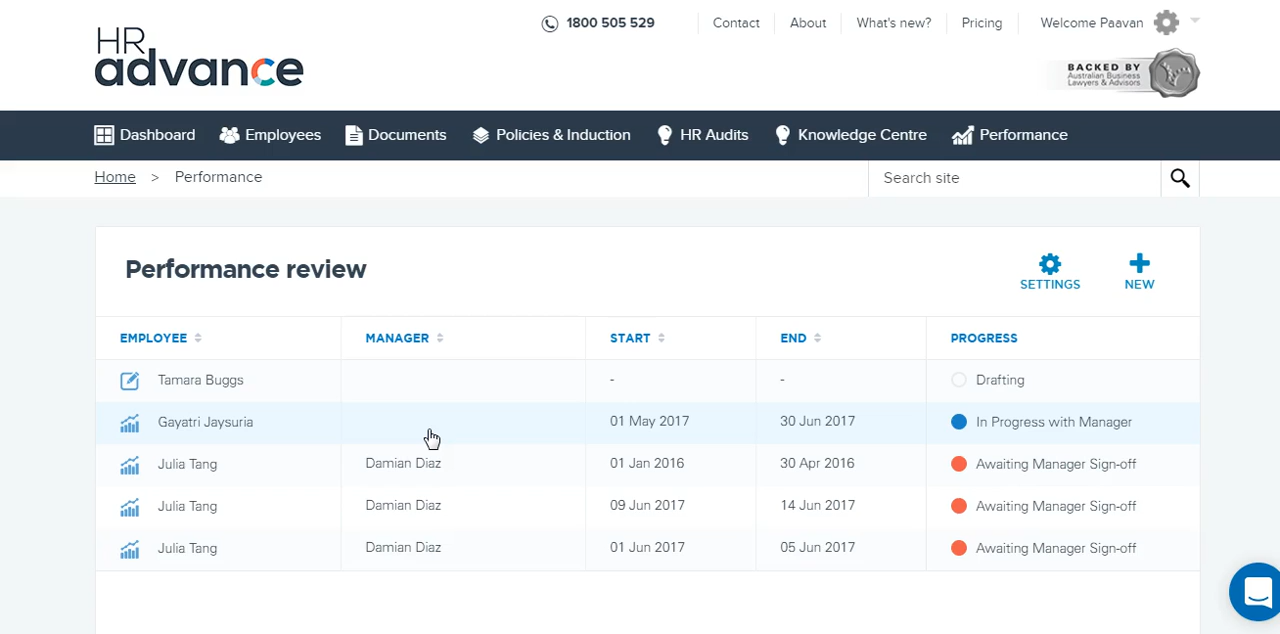 1800 505 529 Contact About What's new? Pricing Welcome Paavan
HR
advance
BACKED BY
Australian Business
Lawyers & Advisors
Dashboard Employees Documents Policies & Induction HR Audits Knowledge Centre Performance
Home > Performance Search site
Performance review
SETTINGS NEW
EMPLOYEE MANAGER START END PROGRESS
Tamara Buggs - - Drafting
Gayatri Jaysuria 01 May 2017 30 Jun 2017 In Progress with Manager
Julia Tang Damian Diaz 01 Jan 2016 30 Apr 2016 Awaiting Manager Sign-off
Julia Tang Damian Diaz 09 Jun 2017 14 Jun 2017 Awaiting Manager Sign-off
Julia Tang Damian Diaz 01 Jun 2017 05 Jun 2017 Awaiting Manager Sign-off